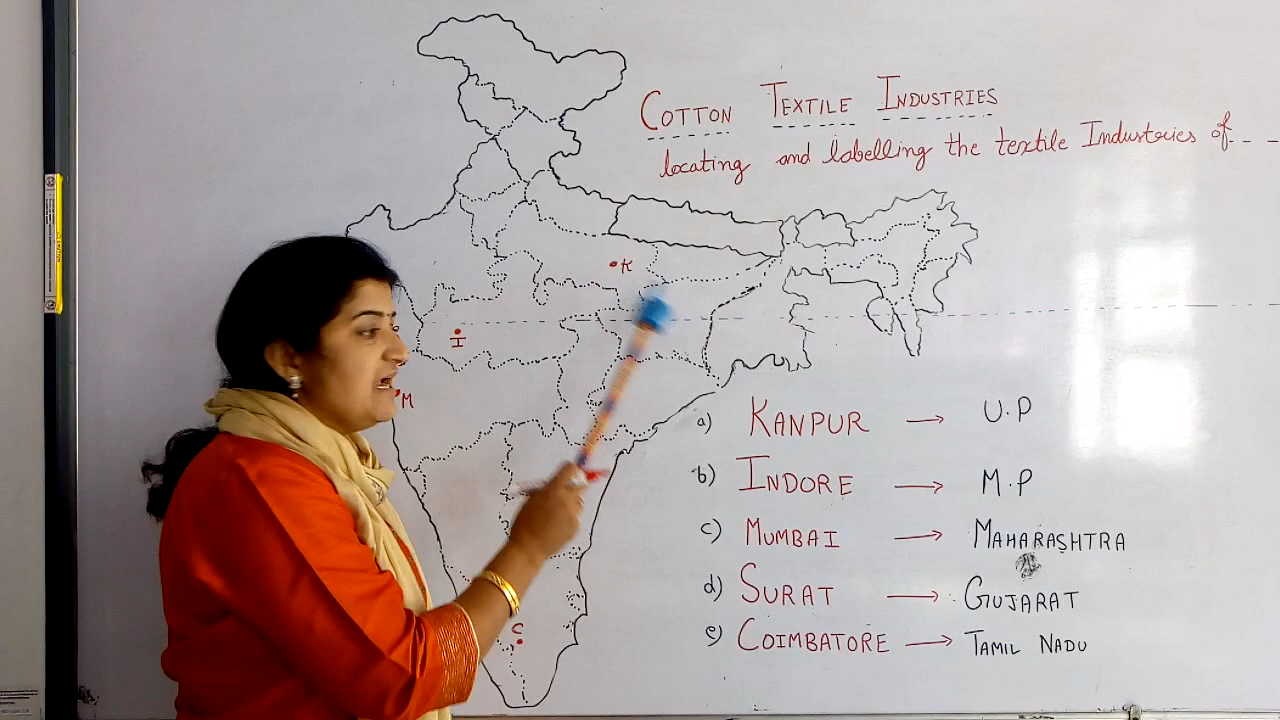 COTTON TEXTILE INDUSTRIES
locating and labelling the textile Industries of - -
K
I
M
a) KANPUR → U.P
b) INDORE → M.P
c) MUMBAI → MAHARASHTRA
d) SURAT → GUJARAT
e) COIMBATORE → TAMIL NADU
C